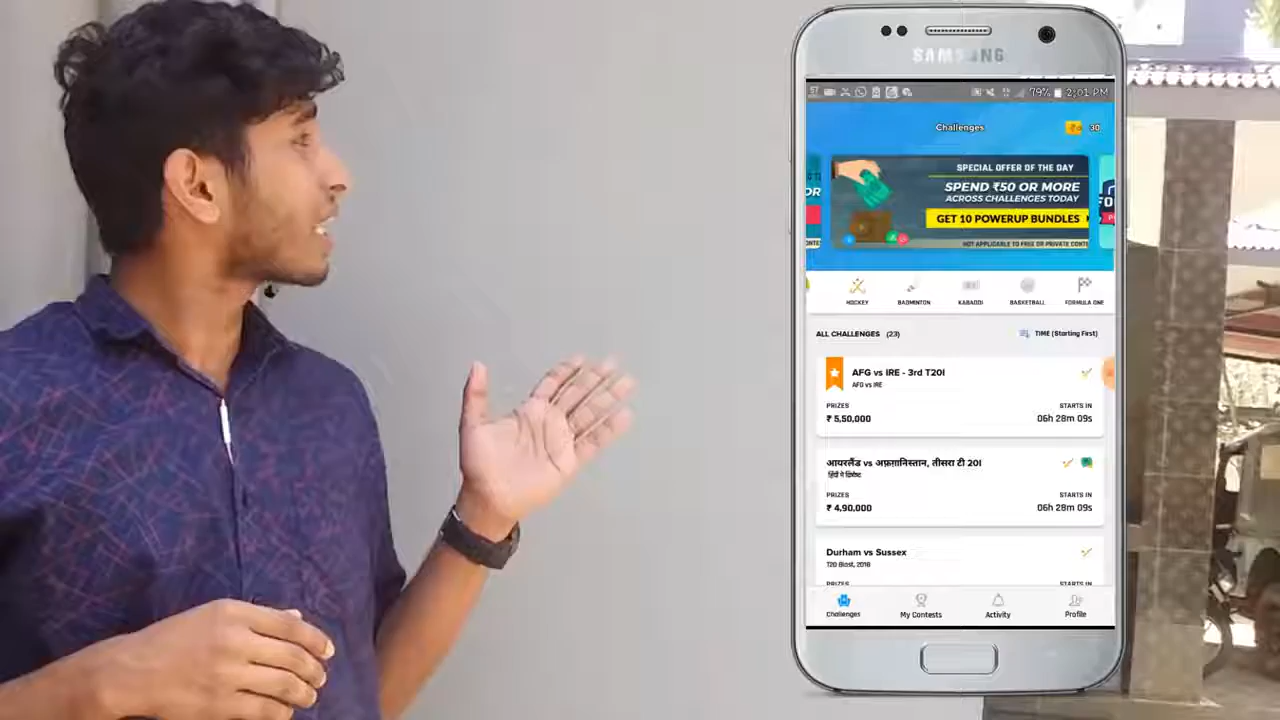 SAMSUNG
79% 2:01 PM
Challenges
30
SPECIAL OFFER OF THE DAY
SPEND ₹50 OR MORE
ACROSS CHALLENGES TODAY
GET 10 POWERUP BUNDLES
NOT APPLICABLE TO FREE OR PRIVATE CONTE
HOCKEY BADMINTON KABADDI BASKETBALL FORMULA ONE
ALL CHALLENGES (23) TIME (Starting First)
AFG vs IRE - 3rd T20I
AFG vs IRE
PRIZES STARTS IN
₹ 5,50,000 06h 28m 09s
आयरलैंड vs अफ़ग़ानिस्तान, तीसरा टी 20I
PRIZES STARTS IN
₹ 4,90,000 06h 28m 09s
Durham vs Sussex
T20 Blast, 2018
PRIZES STARTS IN
Challenges My Contests Activity Profile